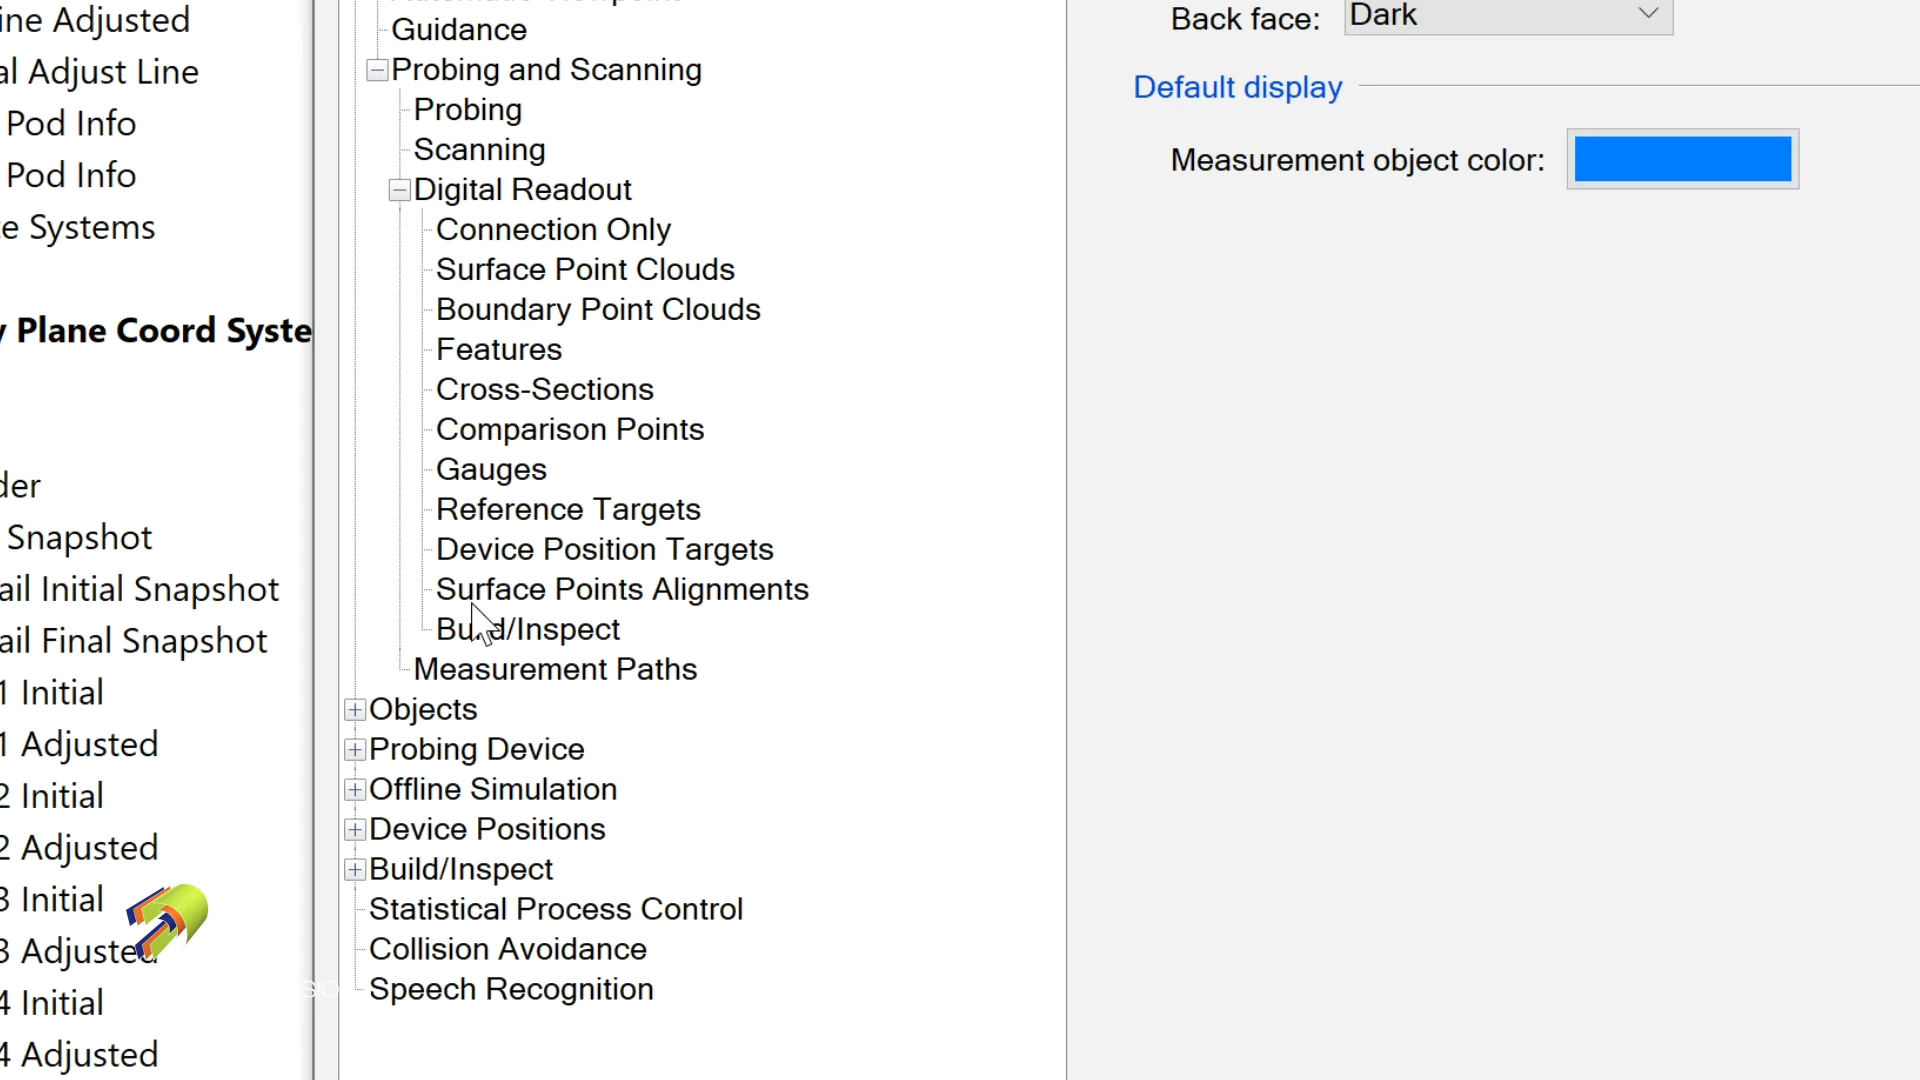 ine Adjusted
al Adjust Line
Pod Info
Pod Info
e Systems
y Plane Coord Syste
der
Snapshot
ail Initial Snapshot
ail Final Snapshot
1 Initial
1 Adjusted
2 Initial
2 Adjusted
3 Initial
3 Adjusted
4 Initial
4 Adjusted
Guidance
Probing and Scanning
Probing
Scanning
Digital Readout
Connection Only
Surface Point Clouds
Boundary Point Clouds
Features
Cross-Sections
Comparison Points
Gauges
Reference Targets
Device Position Targets
Surface Points Alignments
Build/Inspect
Measurement Paths
Objects
Probing Device
Offline Simulation
Device Positions
Build/Inspect
Statistical Process Control
Collision Avoidance
Speech Recognition
Back face: Dark
Default display
Measurement object color: